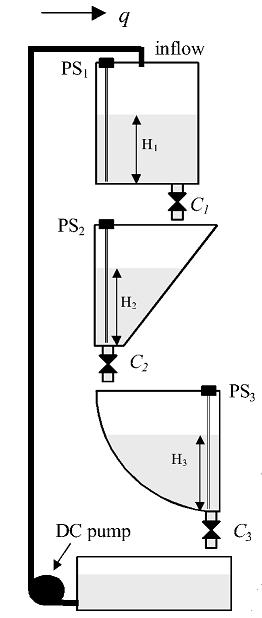 q
inflow
PS₁
H₁
C₁
PS₂
H₂
C₂
PS₃
H₃
DC pump
C₃